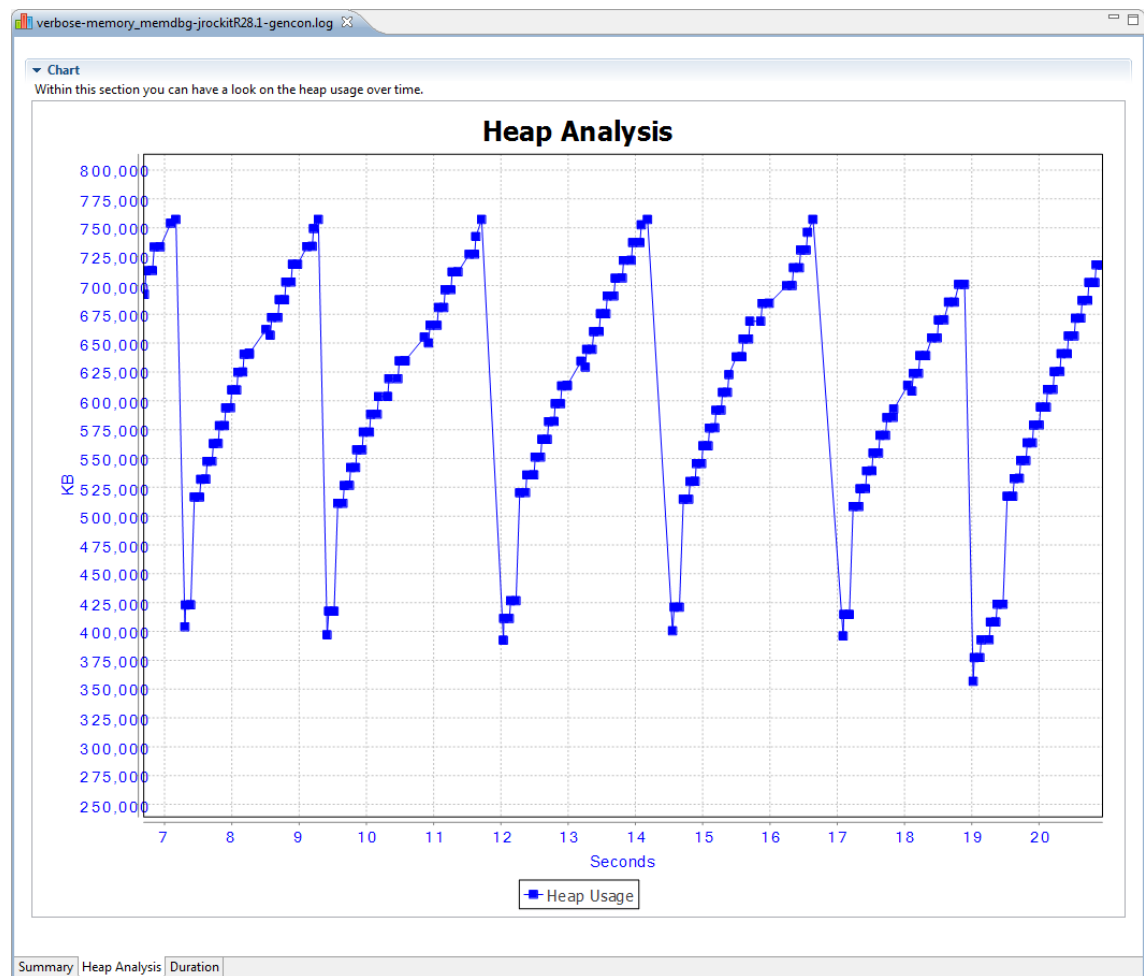 verbose-memory_memdbg-jrockitR28.1-gencon.log
Chart
Within this section you can have a look on the heap usage over time.
Heap Analysis
800,000
775,000
750,000
725,000
700,000
675,000
650,000
625,000
600,000
575,000
550,000
525,000
500,000
475,000
450,000
425,000
400,000
375,000
350,000
325,000
300,000
275,000
250,000
KB
7 8 9 10 11 12 13 14 15 16 17 18 19 20
Seconds
Heap Usage
Summary Heap Analysis Duration